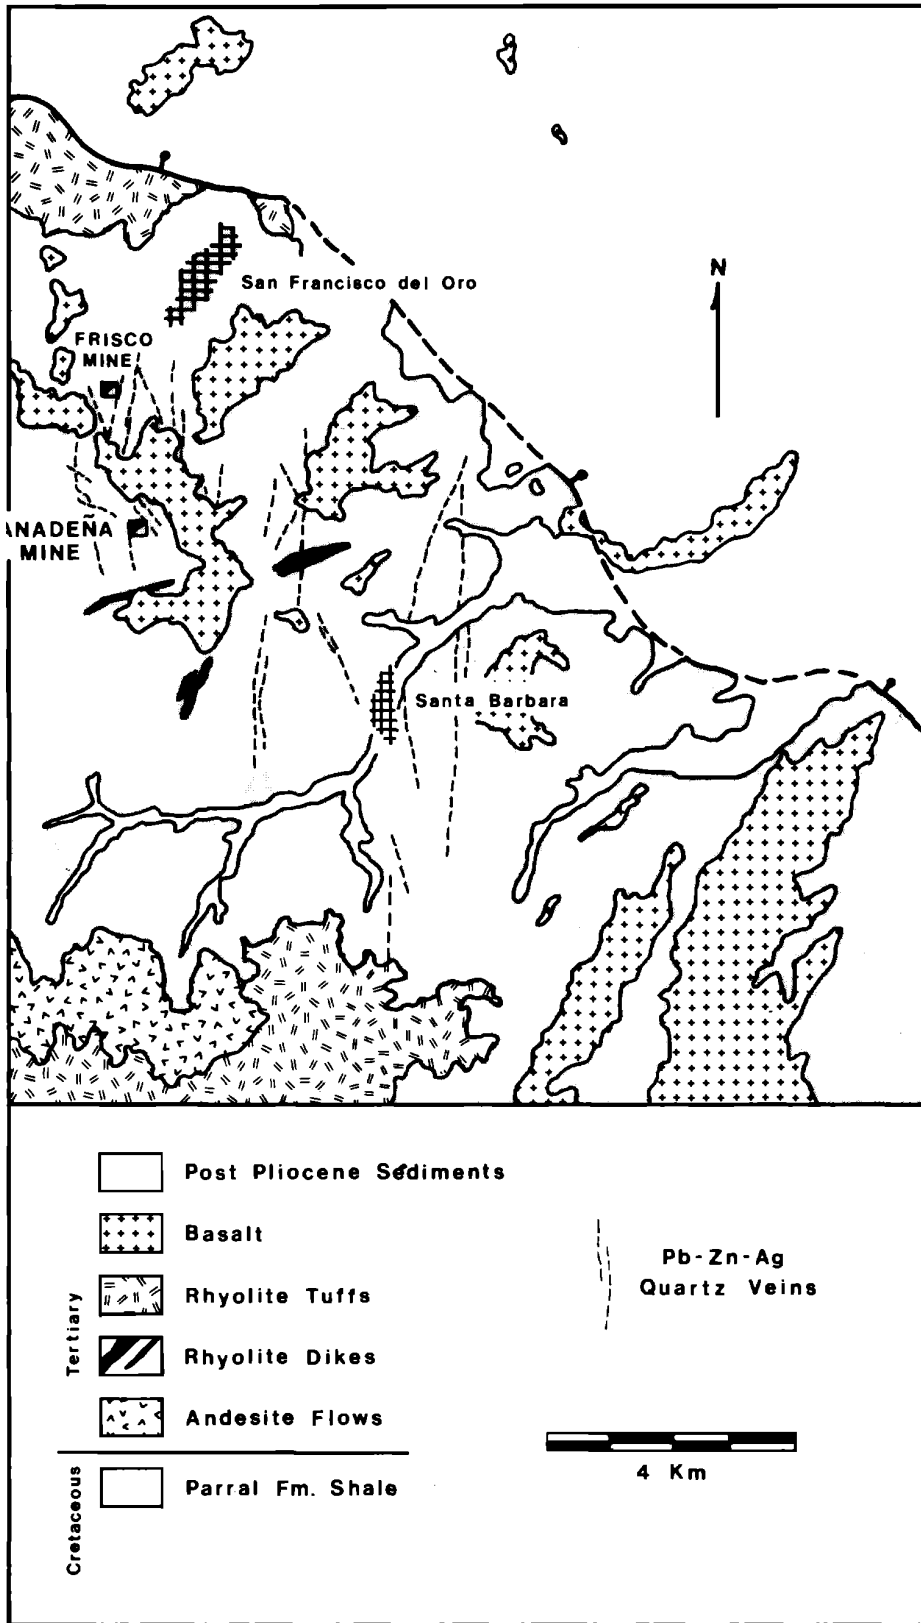 N
San Francisco del Oro
FRISCO
MINE
ANADEÑA
MINE
Santa Barbara
Post Pliocene Sediments
Basalt
Rhyolite Tuffs
Rhyolite Dikes
Andesite Flows
Parral Fm. Shale
Tertiary
Cretaceous
Pb-Zn-Ag
Quartz Veins
4 Km